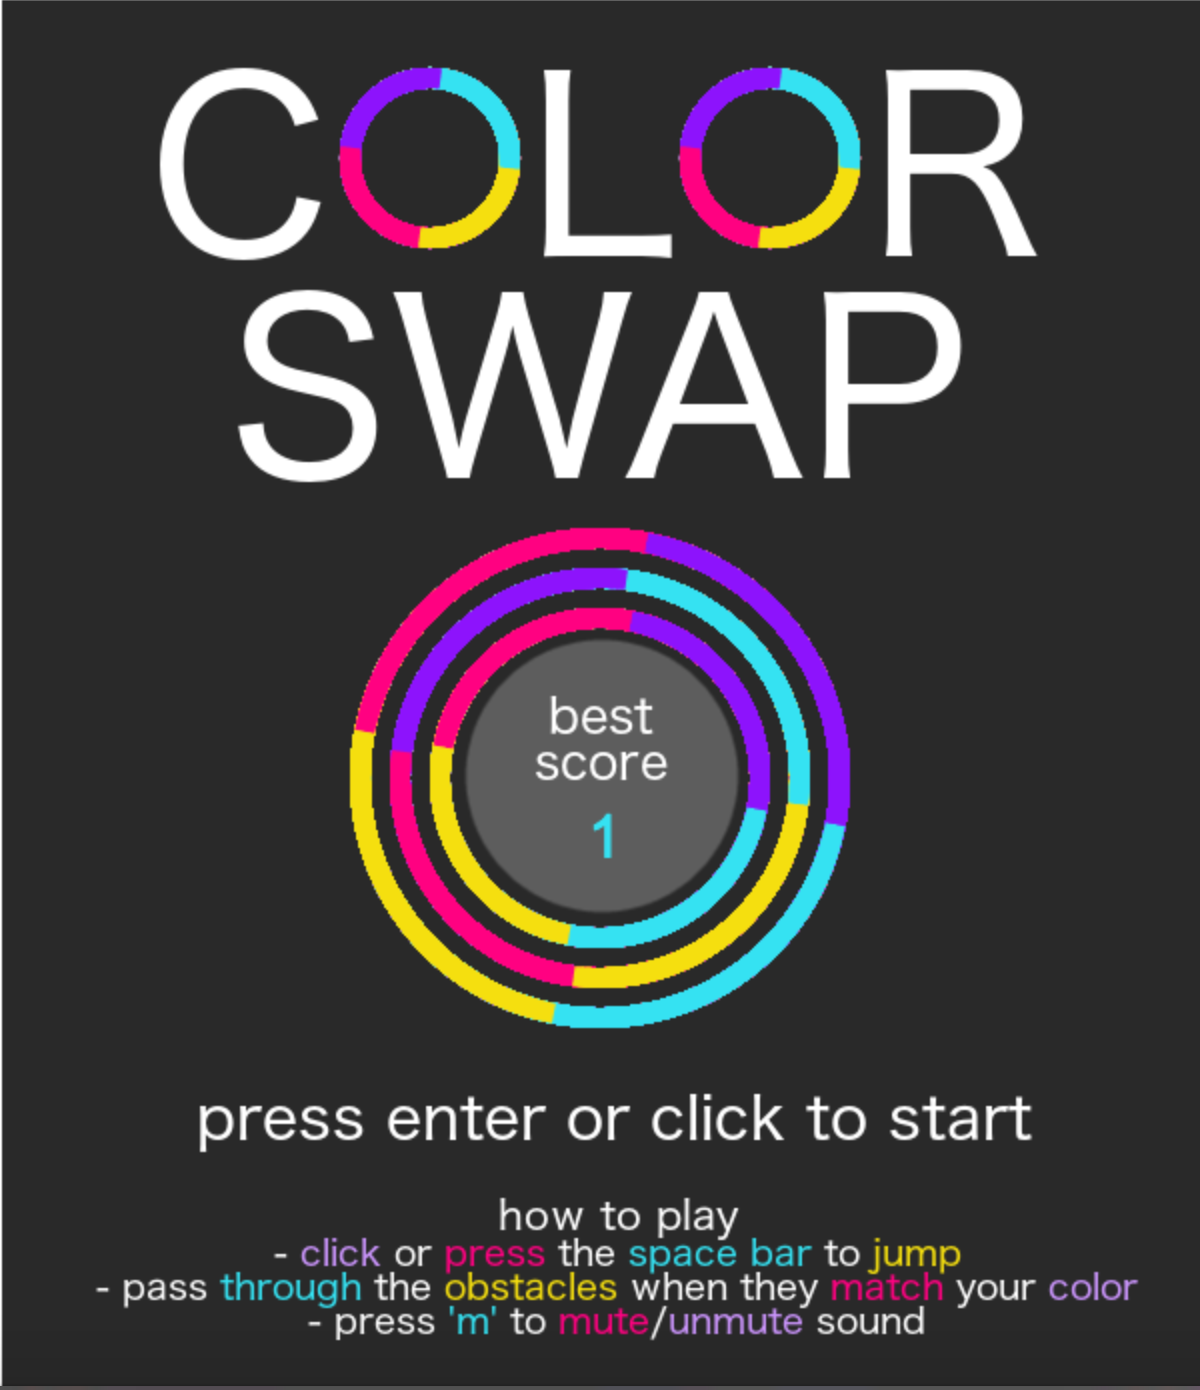 COLOR
SWAP
best
score
1
press enter or click to start
how to play
- click or press the space bar to jump
- pass through the obstacles when they match your color
- press 'm' to mute/unmute sound